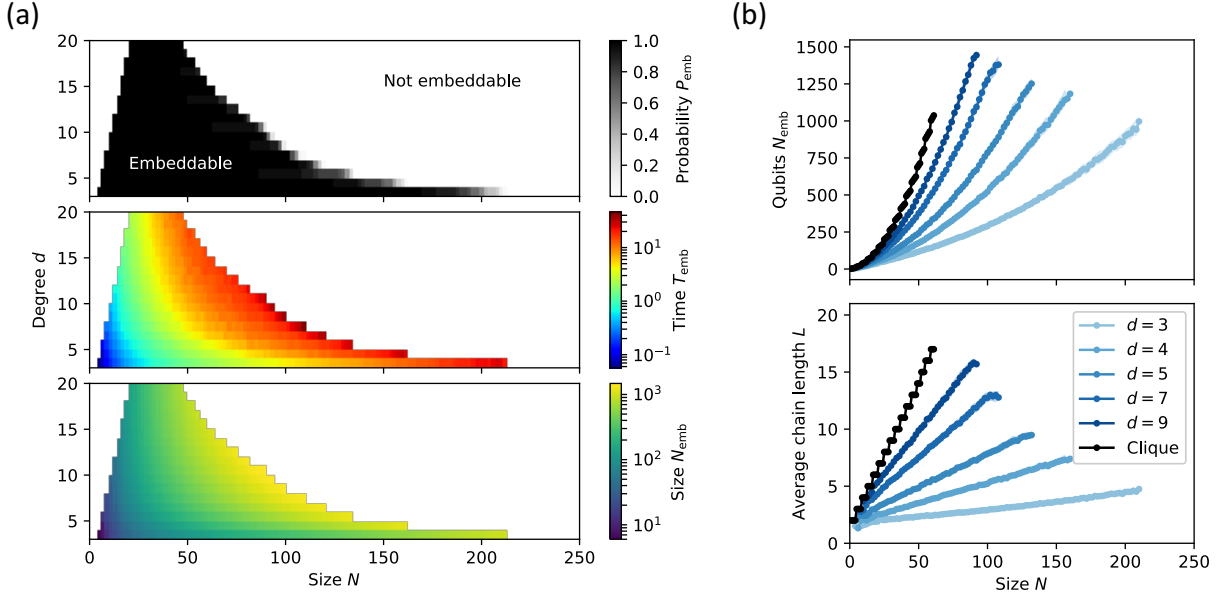 (a)
20
15
10
5
Not embeddable
Embeddable
1.0
0.8
0.6
0.4
0.2
0.0
Probability P_emb
20
15
10
5
Degree d
10^1
10^0
10^-1
Time T_emb
20
15
10
5
10^3
10^2
10^1
Size N_emb
0 50 100 150 200 250
Size N
(b)
1500
1250
1000
750
500
250
0
Qubits N_emb
20
15
10
5
0
Average chain length L
d = 3
d = 4
d = 5
d = 7
d = 9
Clique
0 50 100 150 200 250
Size N